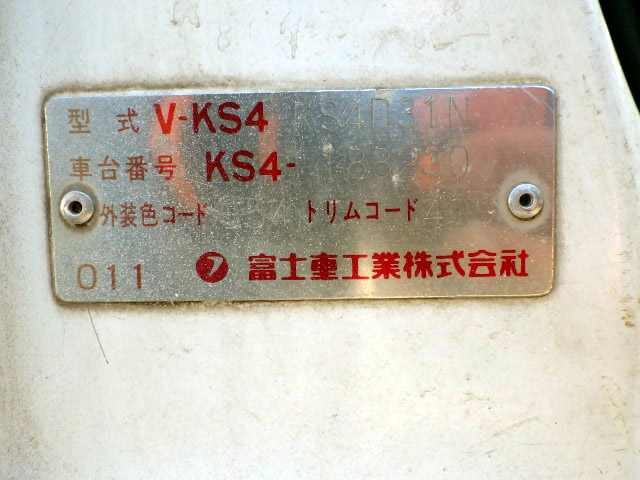 型式 V-KS4 KS4D31N
車台番号 KS4-
外装色コード トリムコード
011 富士重工業株式会社